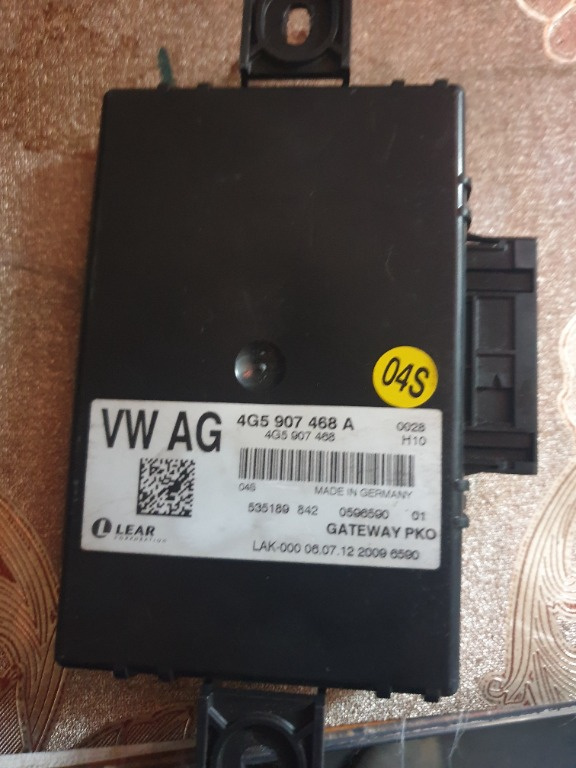 04S
VW AG
4G5 907 468 A 0028
4G5 907 468 H10
046 MADE IN GERMANY
535189 842 0596590 01
LEAR
CORPORATION
GATEWAY PKO
LAK-000 06.07.12 2009 6590